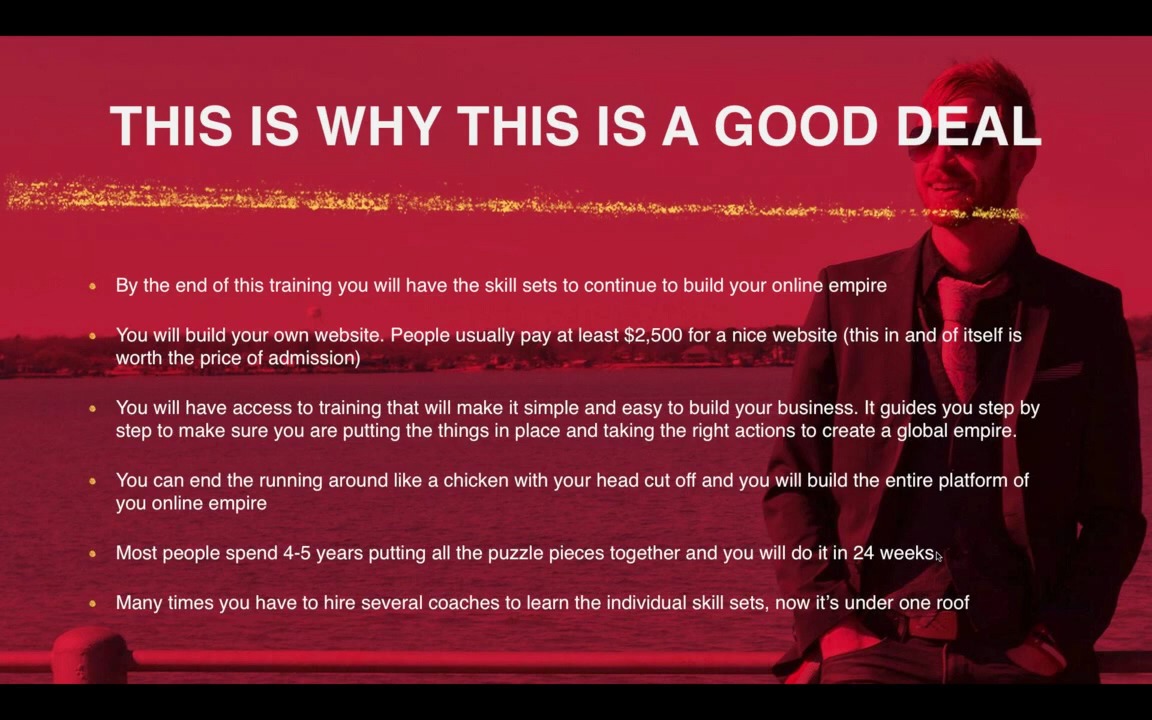 THIS IS WHY THIS IS A GOOD DEAL
By the end of this training you will have the skill sets to continue to build your online empire
You will build your own website. People usually pay at least $2,500 for a nice website (this in and of itself is
worth the price of admission)
You will have access to training that will make it simple and easy to build your business. It guides you step by
step to make sure you are putting the things in place and taking the right actions to create a global empire.
You can end the running around like a chicken with your head cut off and you will build the entire platform of
you online empire
Most people spend 4-5 years putting all the puzzle pieces together and you will do it in 24 weeks.
Many times you have to hire several coaches to learn the individual skill sets, now it’s under one roof